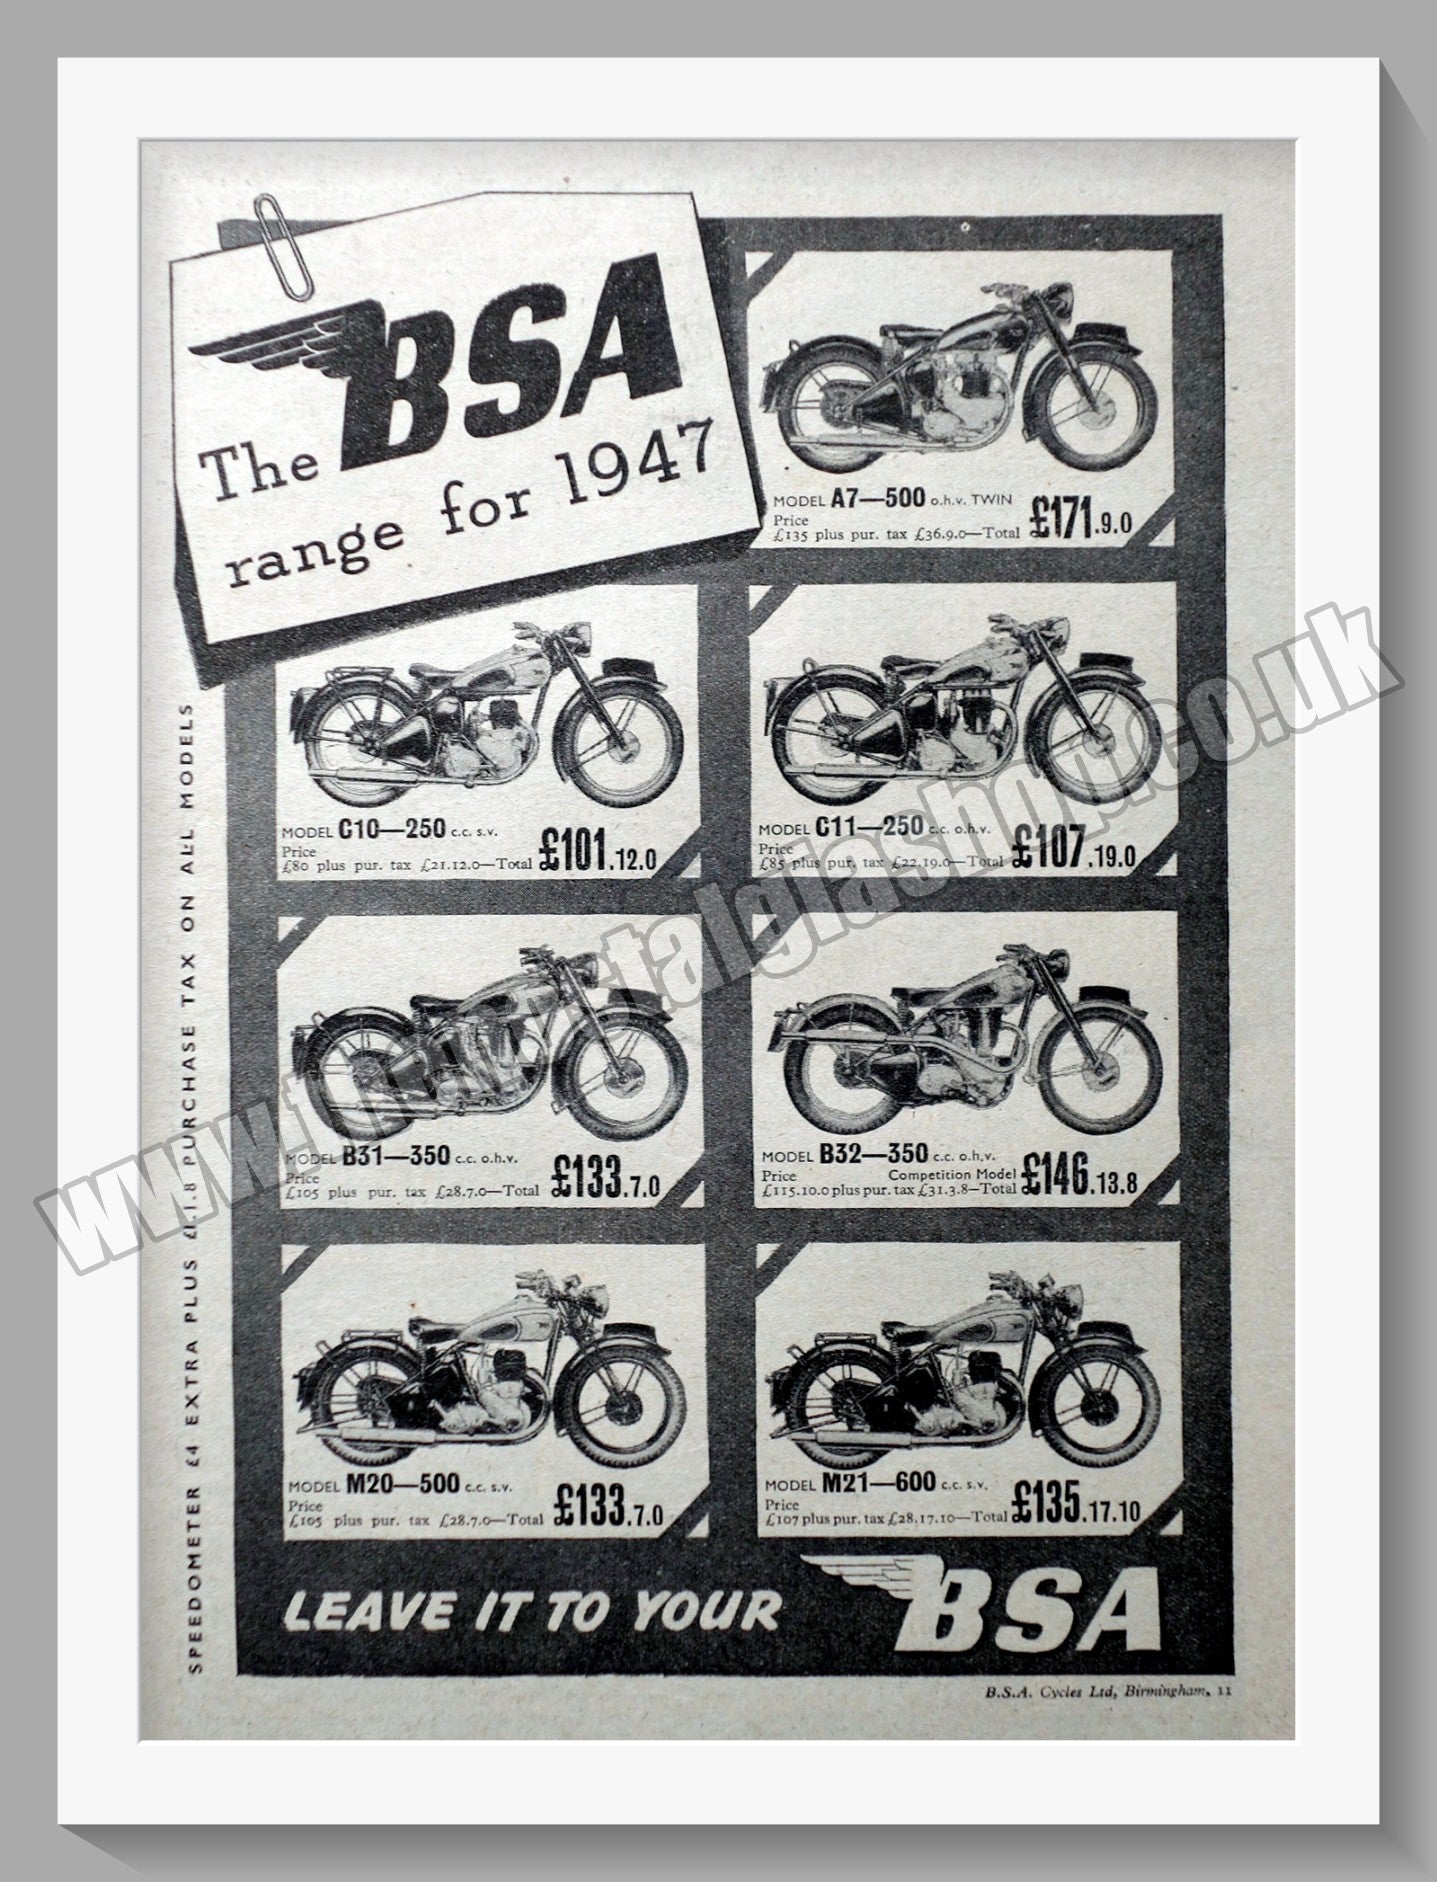 The BSA
range for 1947
MODEL A7—500 o.h.v. TWIN
Price
£135 plus pur. tax £36.9.0—Total £171.9.0
MODEL C10—250 c.c. s.v.
Price
£80 plus pur. tax £21.12.0—Total £101.12.0
MODEL C11—250 c.c. o.h.v.
Price
£85 plus pur. tax £22.19.0—Total £107.19.0
MODEL B31—350 c.c. o.h.v.
Price
£105 plus pur. tax £28.7.0—Total £133.7.0
MODEL B32—350 c.c. o.h.v.
Price Competition Model
£115.10.0 plus pur. tax £31.3.8—Total £146.13.8
MODEL M20—500 c.c. s.v.
Price
£105 plus pur. tax £28.7.0—Total £133.7.0
MODEL M21—600 c.c. s.v.
Price
£107 plus pur. tax £28.17.10—Total £135.17.10
SPEEDOMETER £4 EXTRA PLUS £1.1.8 PURCHASE TAX ON ALL MODELS
LEAVE IT TO YOUR BSA
B.S.A. Cycles Ltd, Birmingham, 11
www.thenostalgiashop.co.uk